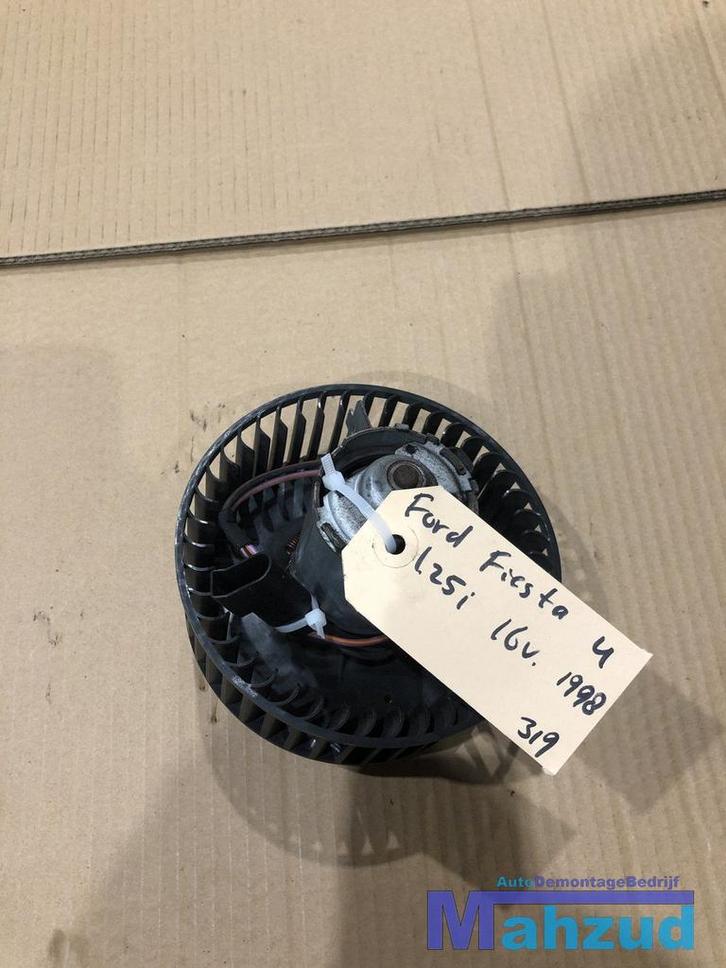 Ford Fiesta 4
1.25i 16v. 1998
319
AutoDemontageBedrijf
Mahzud